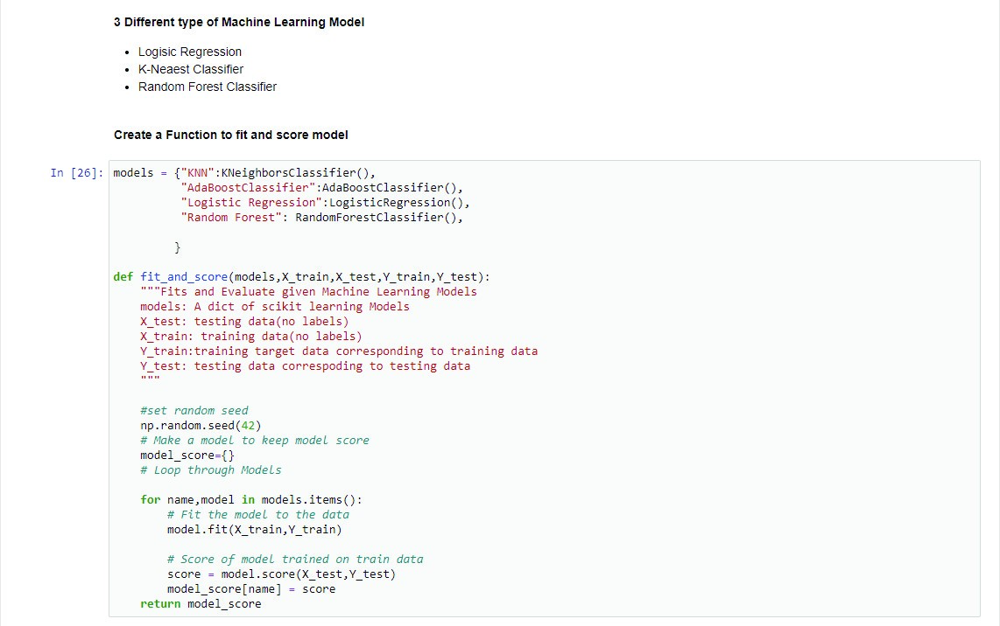 3 Different type of Machine Learning Model
• Logisic Regression
• K-Neaest Classifier
• Random Forest Classifier
Create a Function to fit and score model
In [26]: models = {"KNN":KNeighborsClassifier(),
"AdaBoostClassifier":AdaBoostClassifier(),
"Logistic Regression":LogisticRegression(),
"Random Forest": RandomForestClassifier(),
}
def fit_and_score(models,X_train,X_test,Y_train,Y_test):
"""Fits and Evaluate given Machine Learning Models
models: A dict of scikit learning Models
X_test: testing data(no labels)
X_train: training data(no labels)
Y_train:training target data corresponding to training data
Y_test: testing data correspoding to testing data
"""
#set random seed
np.random.seed(42)
# Make a model to keep model score
model_score={}
# Loop through Models
for name,model in models.items():
# Fit the model to the data
model.fit(X_train,Y_train)
# Score of model trained on train data
score = model.score(X_test,Y_test)
model_score[name] = score
return model_score